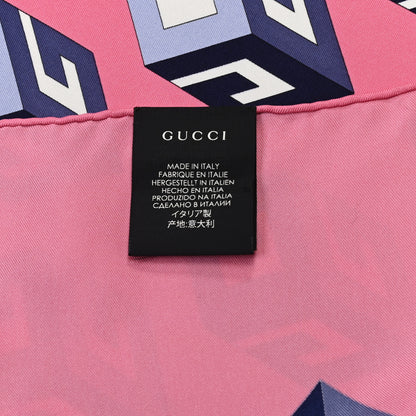 GUCCI
MADE IN ITALY
FABRIQUE EN ITALIE
HERGESTELLT IN ITALIEN
HECHO EN ITALIA
PRODUZIDO NA ITALIA
СДЕЛАНО В ИТАЛИИ
イタリア製
产地:意大利